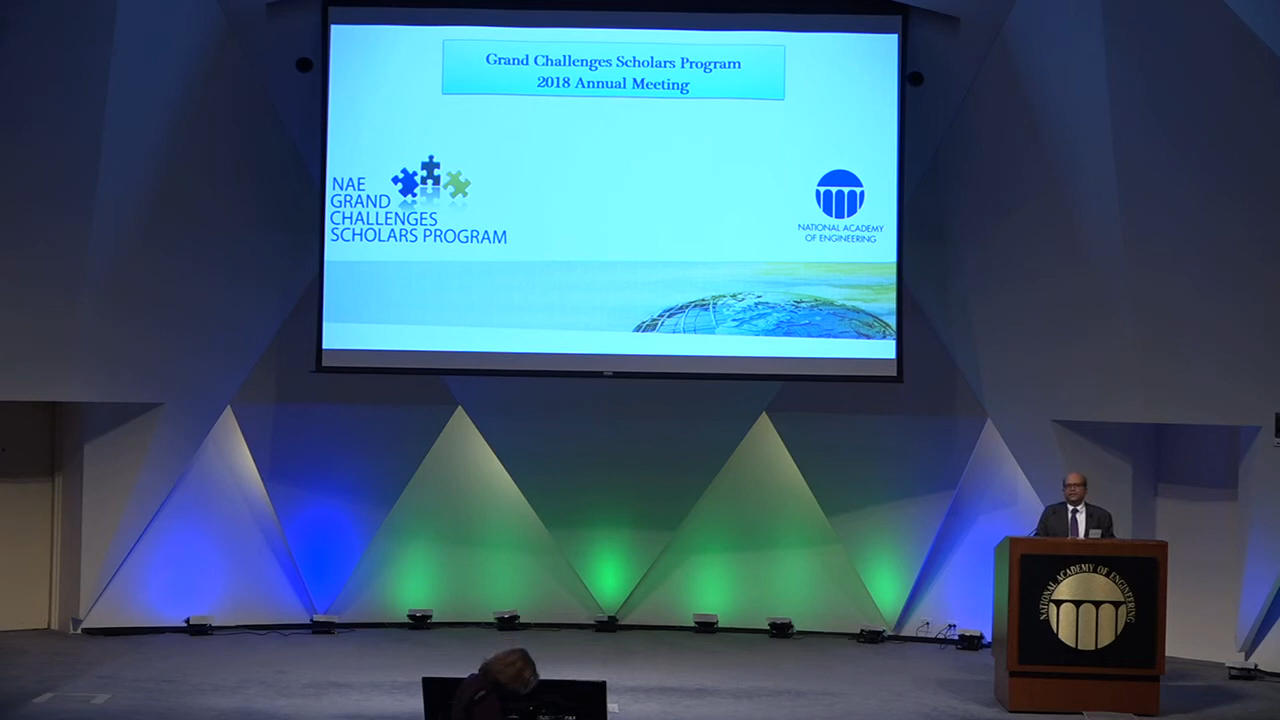 Grand Challenges Scholars Program
2018 Annual Meeting
NAE
GRAND
CHALLENGES
SCHOLARS PROGRAM
NATIONAL ACADEMY
OF ENGINEERING
NATIONAL ACADEMY OF ENGINEERING